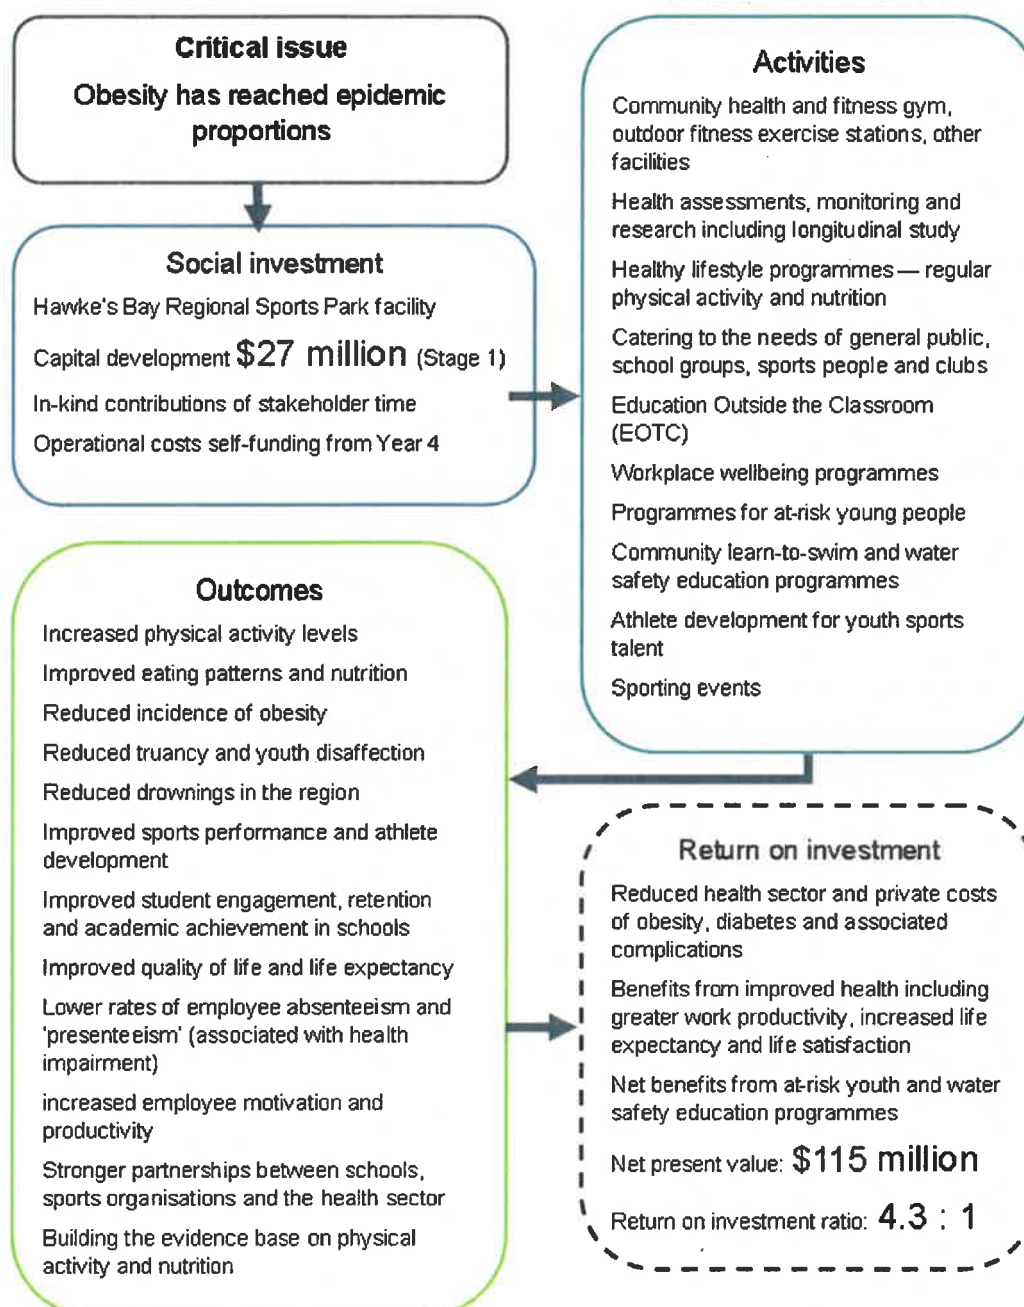 Critical issue
Obesity has reached epidemic
proportions
Social investment
Hawke's Bay Regional Sports Park facility
Capital development $27 million (Stage 1)
In-kind contributions of stakeholder time
Operational costs self-funding from Year 4
Activities
Community health and fitness gym,
outdoor fitness exercise stations, other
facilities
Health assessments, monitoring and
research including longitudinal study
Healthy lifestyle programmes — regular
physical activity and nutrition
Catering to the needs of general public,
school groups, sports people and clubs
Education Outside the Classroom
(EOTC)
Workplace wellbeing programmes
Programmes for at-risk young people
Community learn-to-swim and water
safety education programmes
Athlete development for youth sports
talent
Sporting events
Outcomes
Increased physical activity levels
Improved eating patterns and nutrition
Reduced incidence of obesity
Reduced truancy and youth disaffection
Reduced drownings in the region
Improved sports performance and athlete
development
Improved student engagement, retention
and academic achievement in schools
Improved quality of life and life expectancy
Lower rates of employee absenteeism and
'presenteeism' (associated with health
impairment)
increased employee motivation and
productivity
Stronger partnerships between schools,
sports organisations and the health sector
Building the evidence base on physical
activity and nutrition
Return on investment
Reduced health sector and private costs
of obesity, diabetes and associated
complications
Benefits from improved health including
greater work productivity, increased life
expectancy and life satisfaction
Net benefits from at-risk youth and water
safety education programmes
Net present value: $115 million
Return on investment ratio: 4.3 : 1